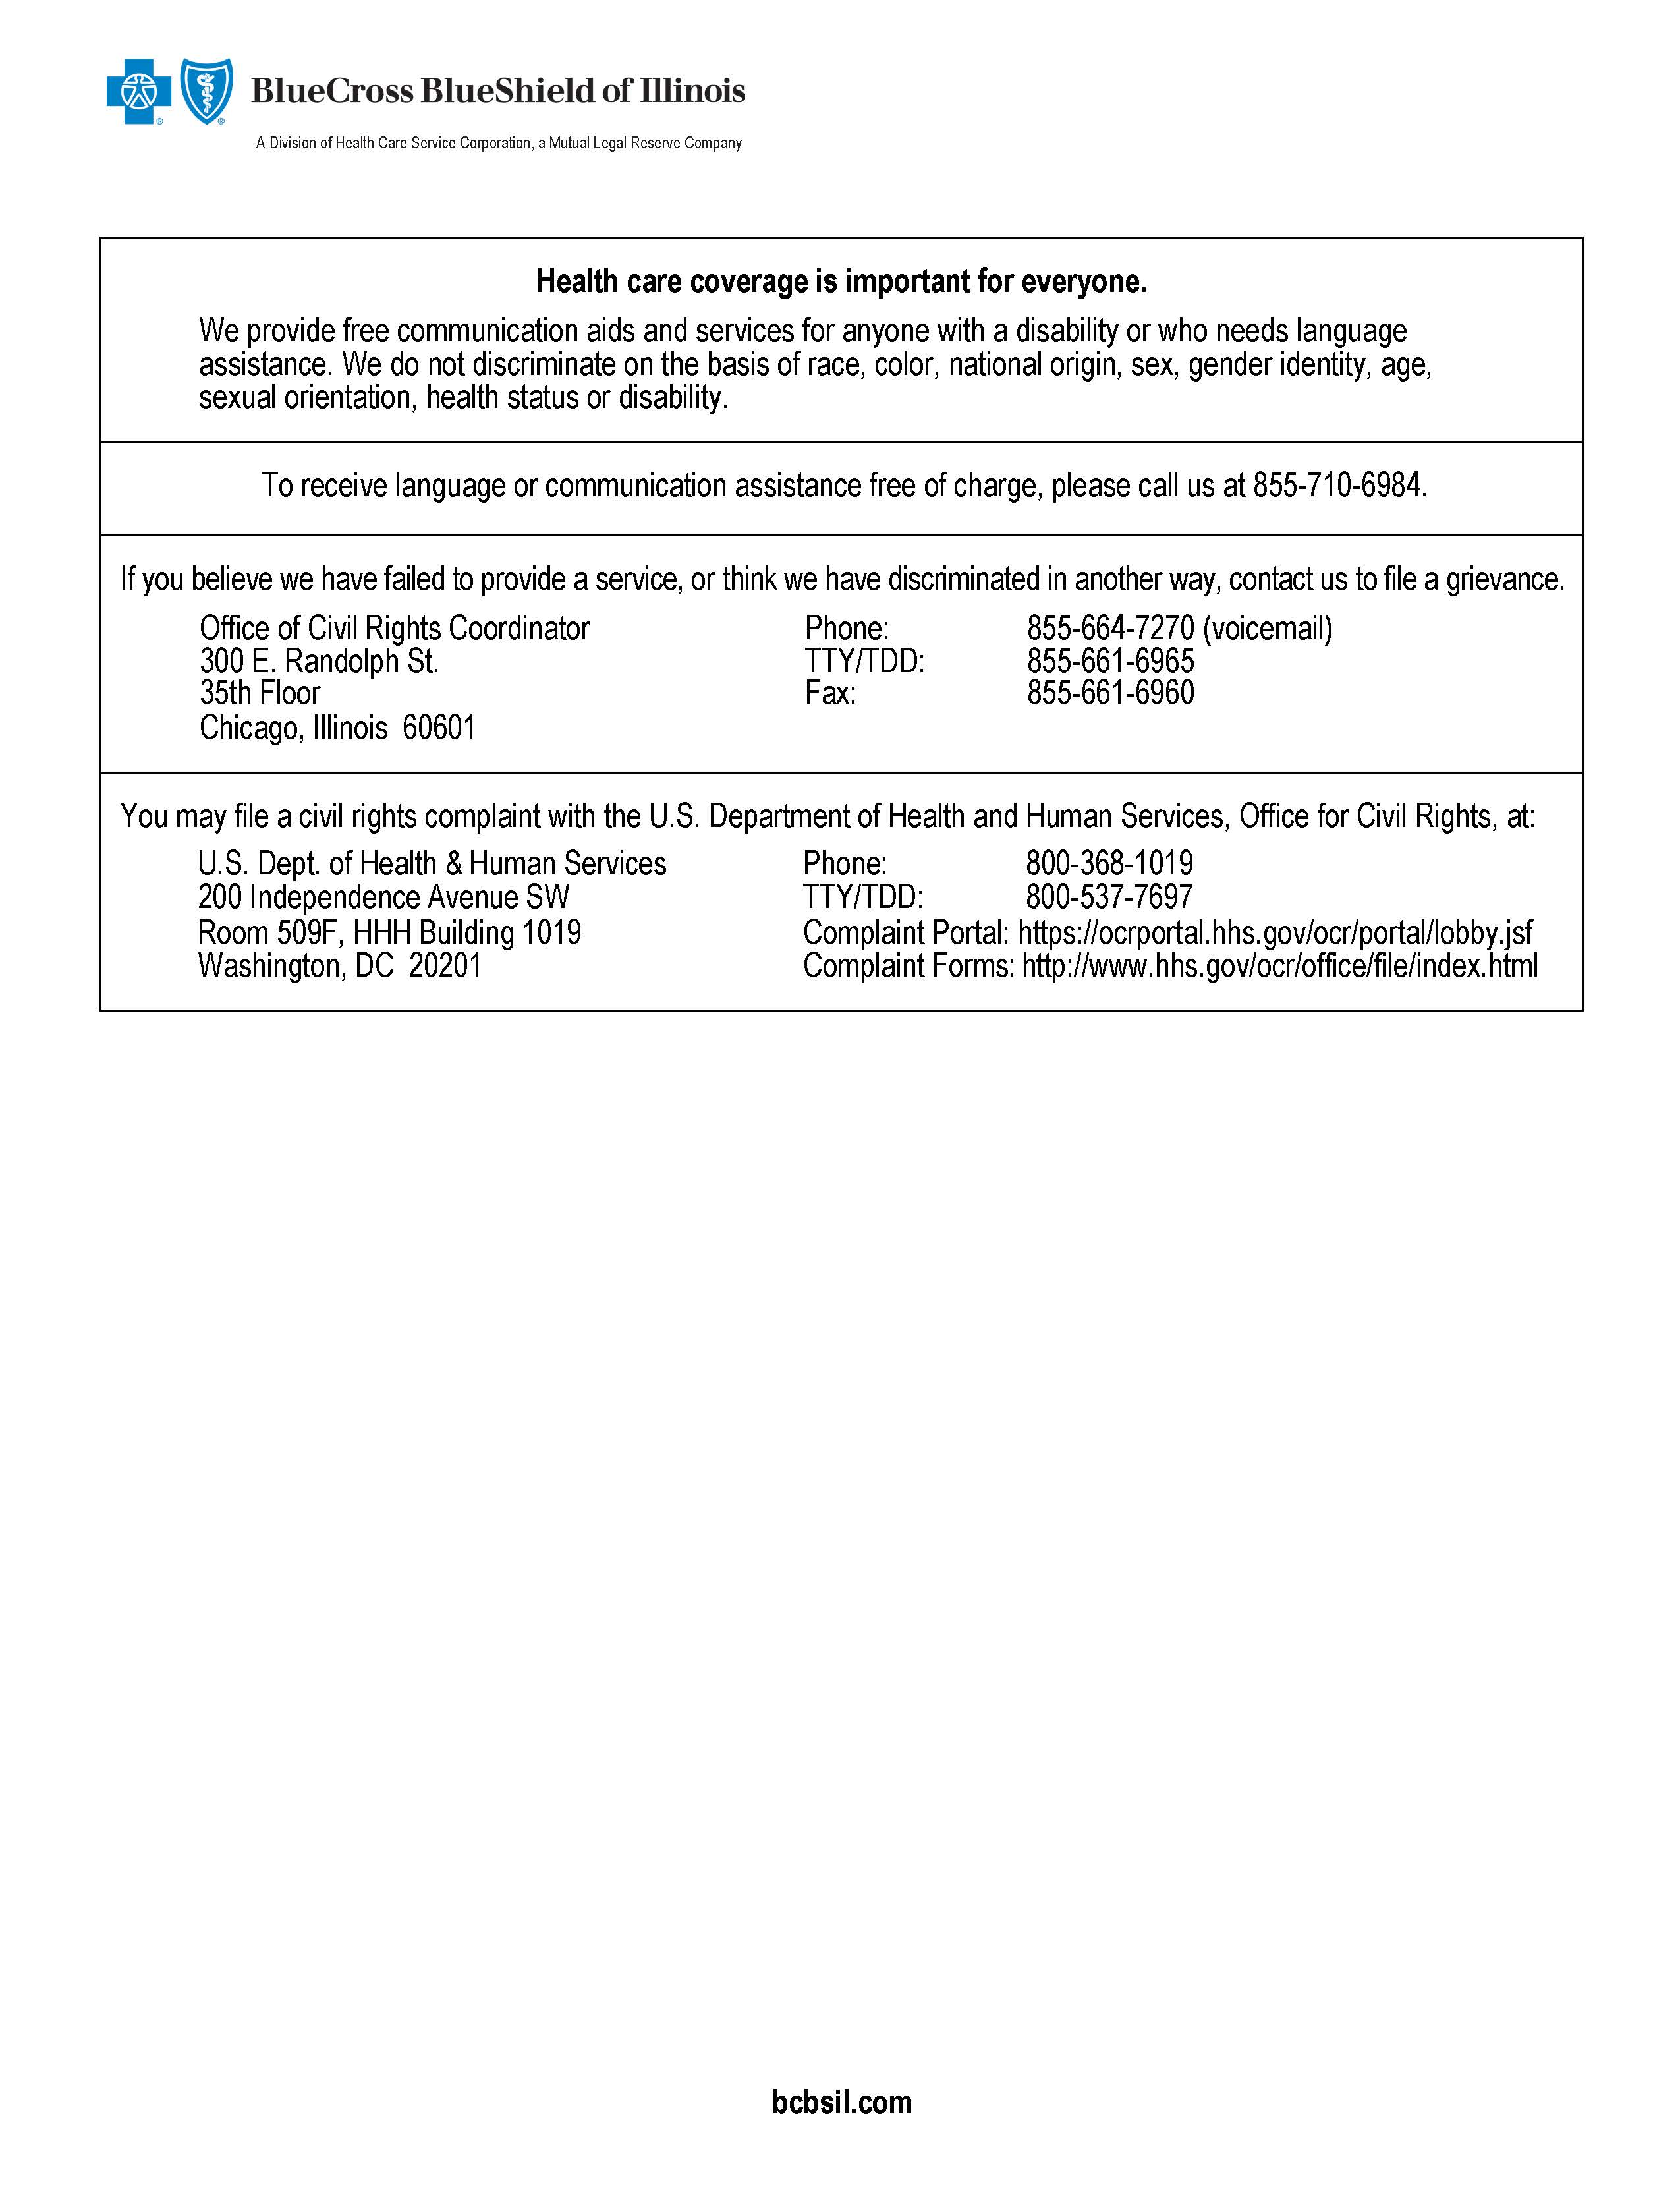 BlueCross BlueShield of Illinois
A Division of Health Care Service Corporation, a Mutual Legal Reserve Company
Health care coverage is important for everyone.
We provide free communication aids and services for anyone with a disability or who needs language
assistance. We do not discriminate on the basis of race, color, national origin, sex, gender identity, age,
sexual orientation, health status or disability.
To receive language or communication assistance free of charge, please call us at 855-710-6984.
If you believe we have failed to provide a service, or think we have discriminated in another way, contact us to file a grievance.
Office of Civil Rights Coordinator Phone: 855-664-7270 (voicemail)
300 E. Randolph St. TTY/TDD: 855-661-6965
35th Floor Fax: 855-661-6960
Chicago, Illinois 60601
You may file a civil rights complaint with the U.S. Department of Health and Human Services, Office for Civil Rights, at:
U.S. Dept. of Health & Human Services Phone: 800-368-1019
200 Independence Avenue SW TTY/TDD: 800-537-7697
Room 509F, HHH Building 1019 Complaint Portal: https://ocrportal.hhs.gov/ocr/portal/lobby.jsf
Washington, DC 20201 Complaint Forms: http://www.hhs.gov/ocr/office/file/index.html
bcbsil.com